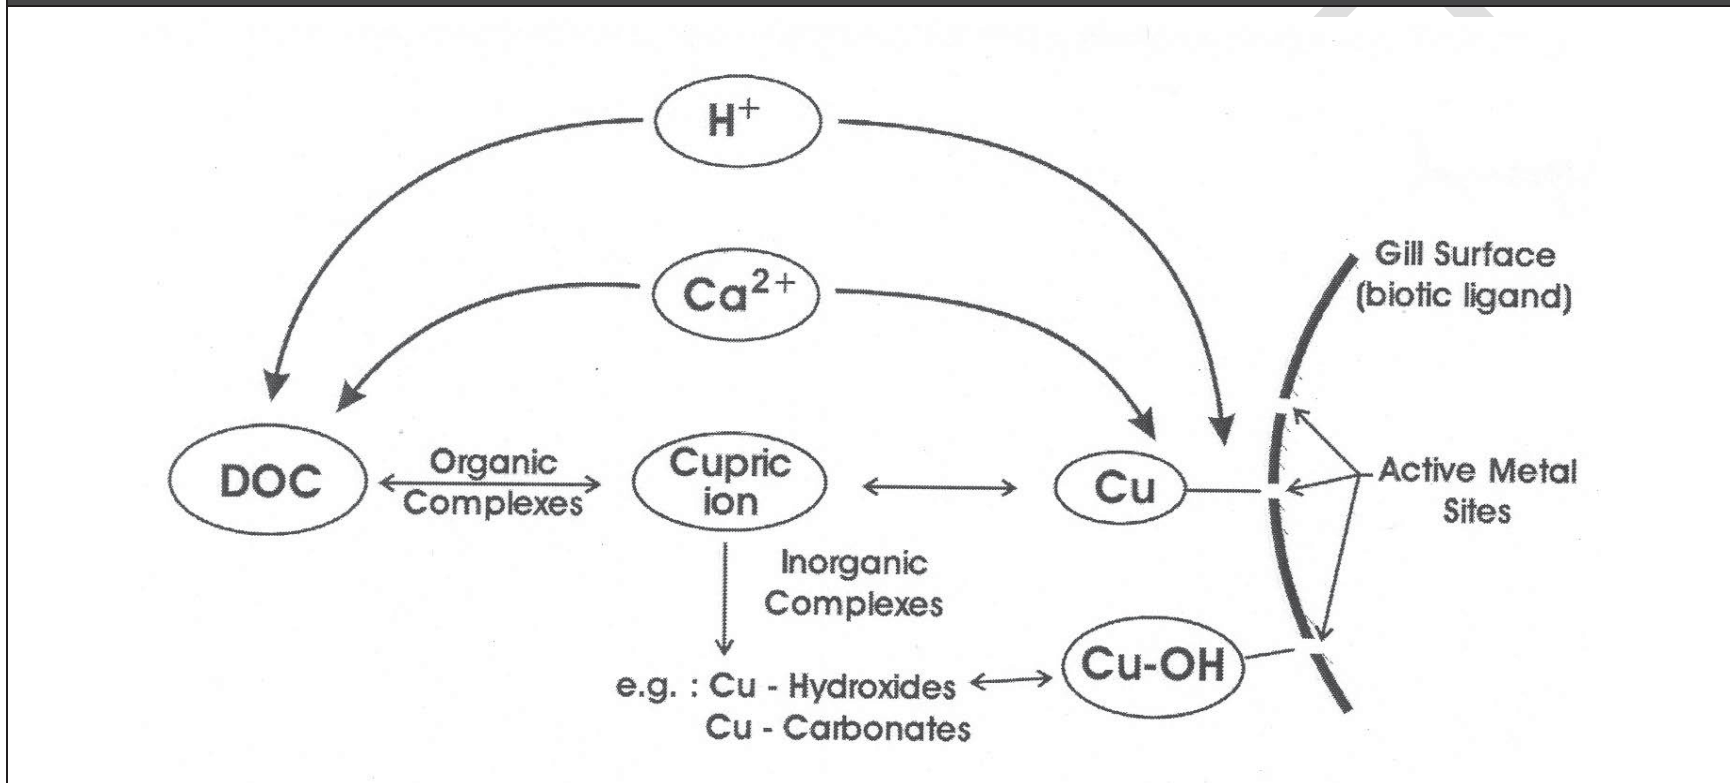 H+
Ca2+
Gill Surface
(biotic ligand)
DOC
Organic
Complexes
Cupric
ion
Cu
Active Metal
Sites
Inorganic
Complexes
Cu-OH
e.g. : Cu - Hydroxides
Cu - Carbonates